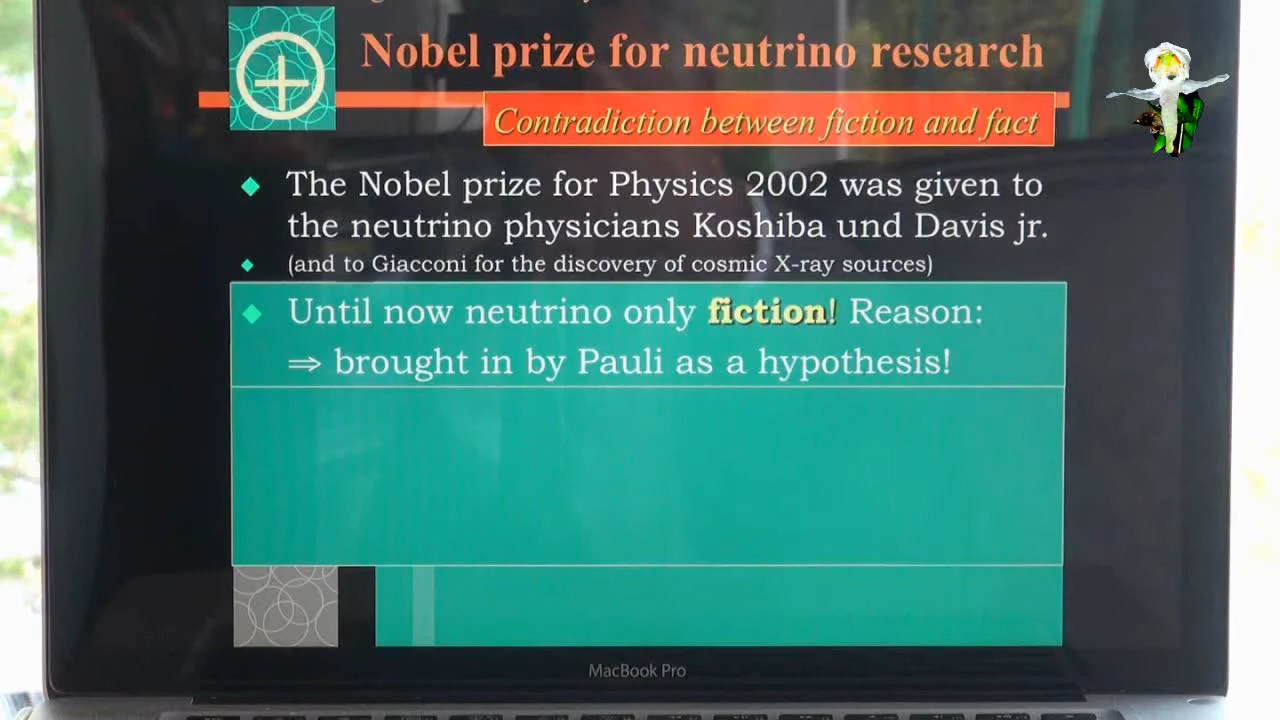 Nobel prize for neutrino research
Contradiction between fiction and fact
The Nobel prize for Physics 2002 was given to
the neutrino physicians Koshiba und Davis jr.
(and to Giacconi for the discovery of cosmic X-ray sources)
Until now neutrino only fiction! Reason:
⇒ brought in by Pauli as a hypothesis!
MacBook Pro